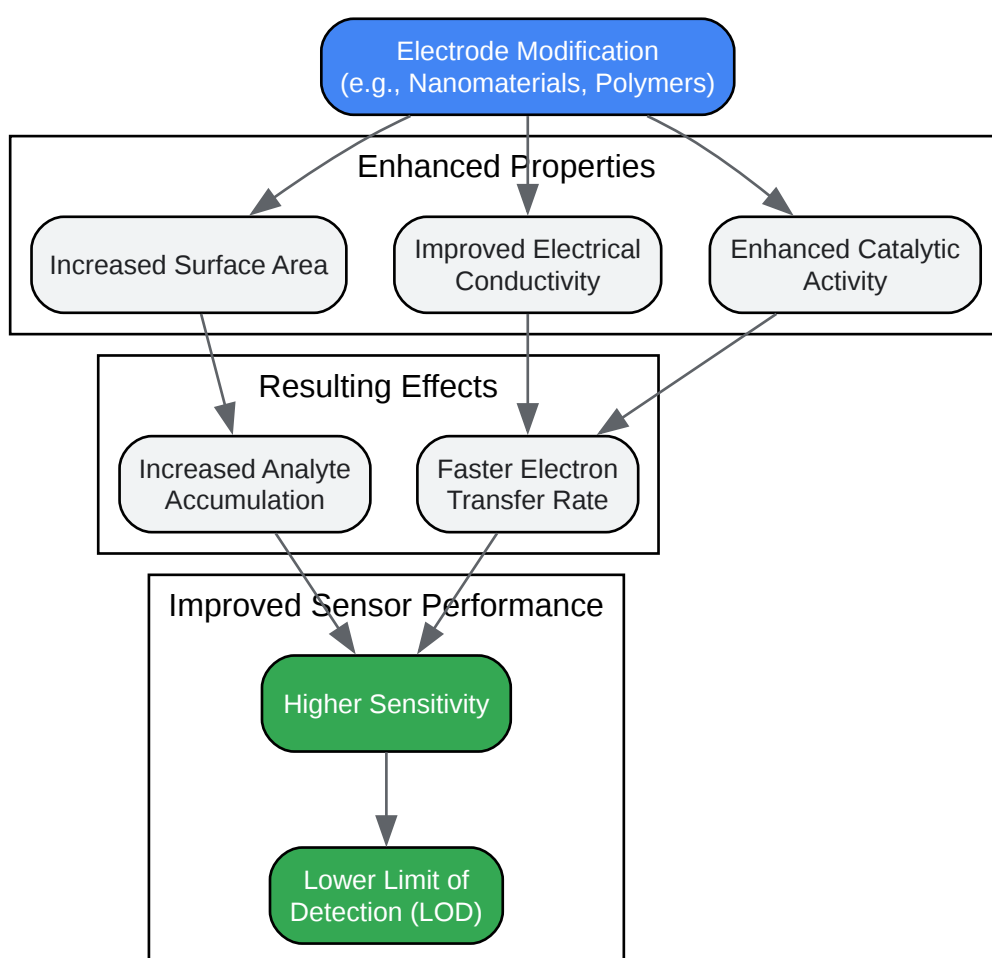 Electrode Modification
(e.g., Nanomaterials, Polymers)
Enhanced Properties
Increased Surface Area
Improved Electrical
Conductivity
Enhanced Catalytic
Activity
Resulting Effects
Increased Analyte
Accumulation
Faster Electron
Transfer Rate
Improved Sensor Performance
Higher Sensitivity
Lower Limit of
Detection (LOD)